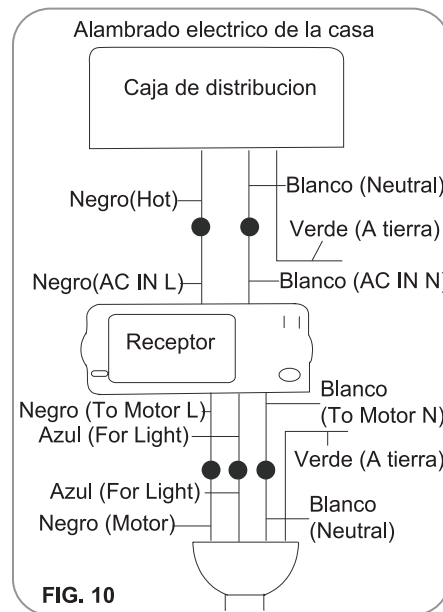 Alambrado electrico de la casa
Caja de distribucion
Negro(Hot)
Blanco (Neutral)
Verde (A tierra)
Negro(AC IN L)
Blanco (AC IN N)
Receptor
Negro (To Motor L)
Blanco
(To Motor N)
Azul (For Light)
Verde (A tierra)
Azul (For Light)
Negro (Motor)
Blanco
(Neutral)
FIG. 10